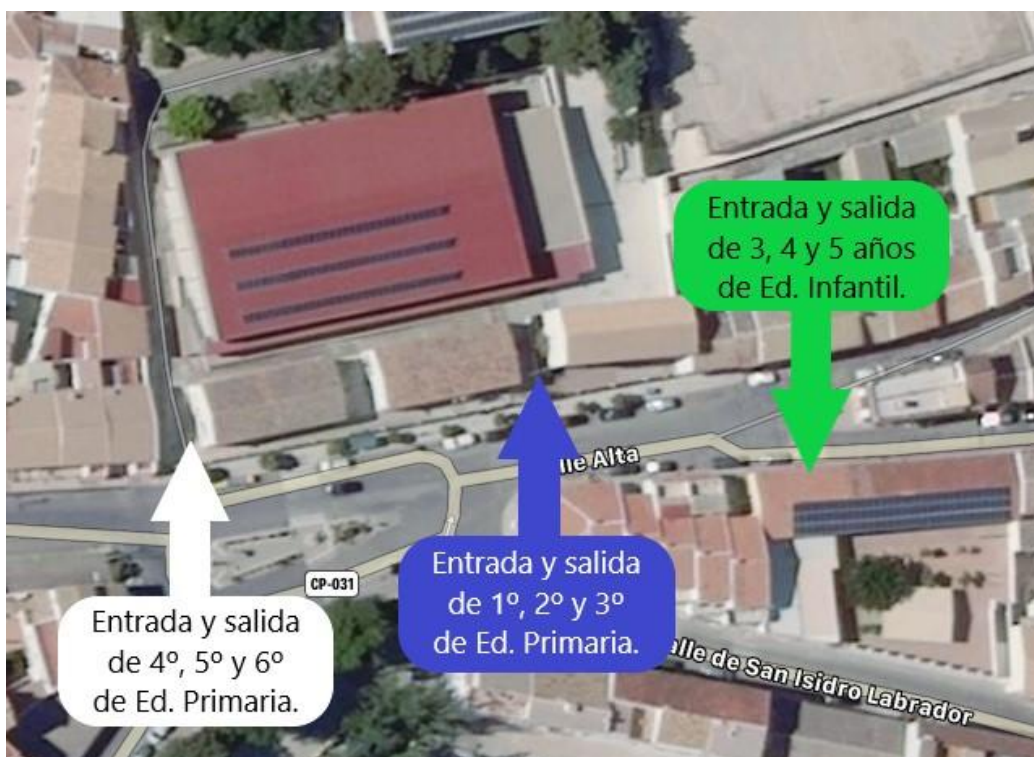 Entrada y salida
de 3, 4 y 5 años
de Ed. Infantil.
lle Alta
Entrada y salida
de 1º, 2º y 3º
de Ed. Primaria.
CP-031
Entrada y salida
de 4º, 5º y 6º
de Ed. Primaria.
alle de San Isidro Labrador